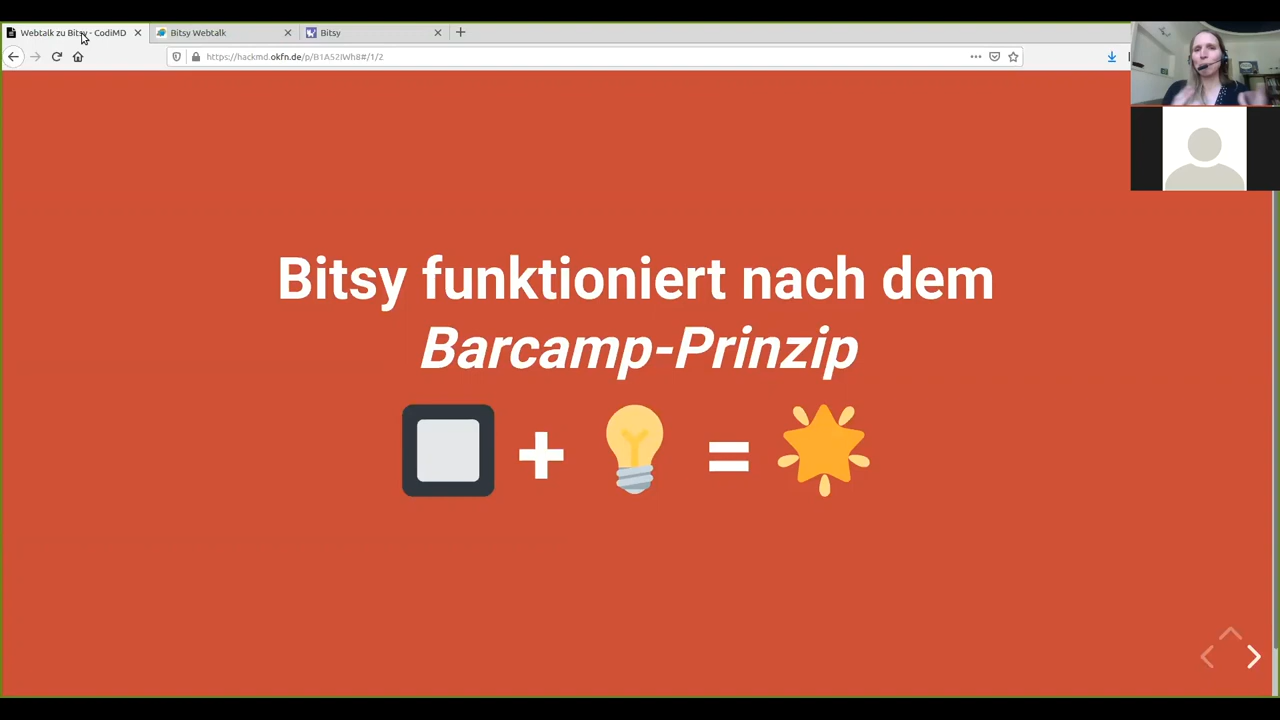 Webtalk zu Bitsy - CodiMD
Bitsy Webtalk
Bitsy
https://hackmd.okfn.de/p/B1A52IWh8#/1/2
Bitsy funktioniert nach dem
Barcamp-Prinzip
+ =